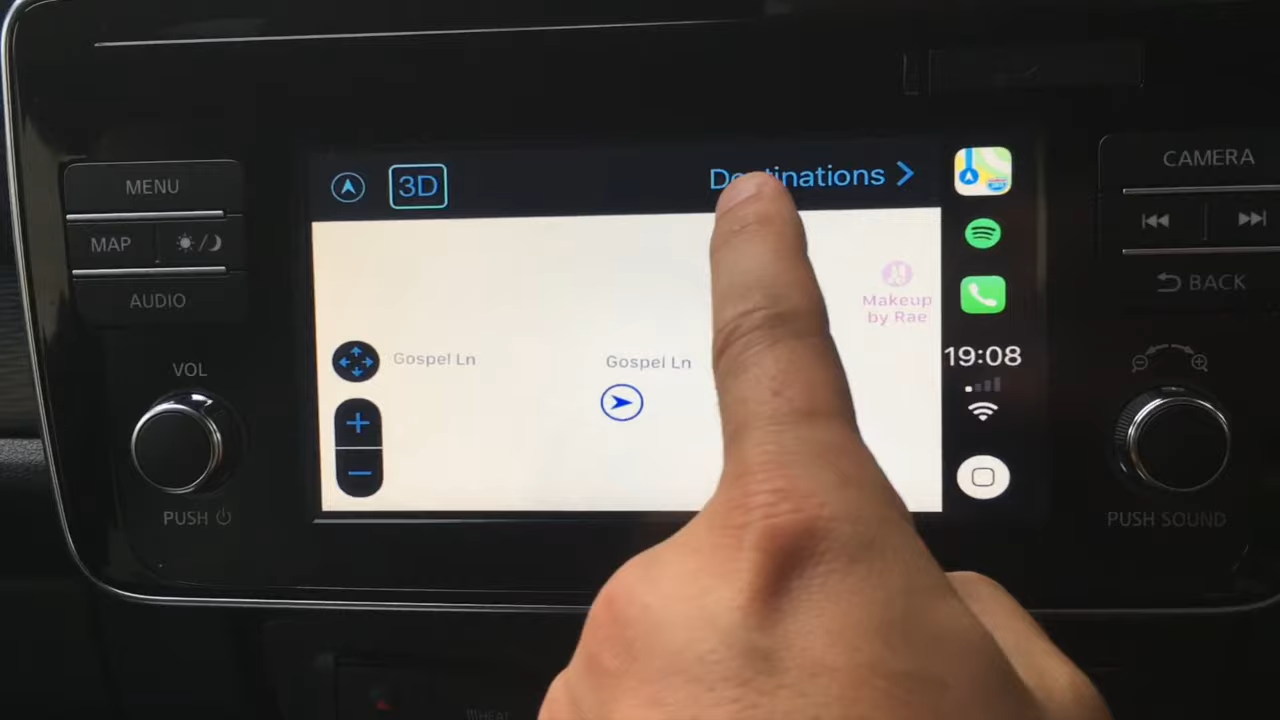 MENU
MAP
AUDIO
VOL
PUSH
3D
Destinations
Makeup
by Rae
Gospel Ln
Gospel Ln
19:08
CAMERA
BACK
PUSH SOUND